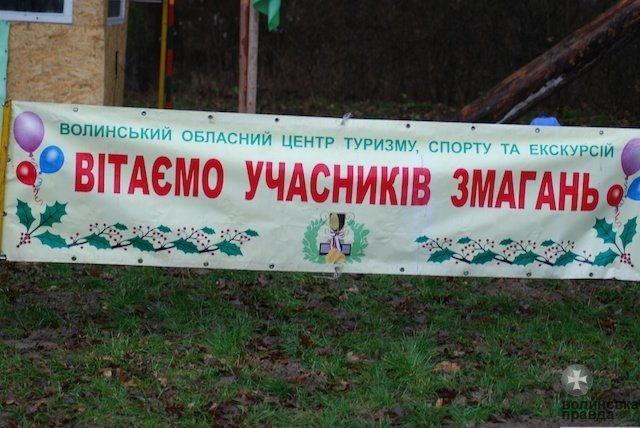 ВОЛИНСЬКИЙ ОБЛАСНИЙ ЦЕНТР ТУРИЗМУ, СПОРТУ ТА ЕКСКУРСІЙ
ВІТАЄМО УЧАСНИКІВ ЗМАГАНЬ
волинська
правда